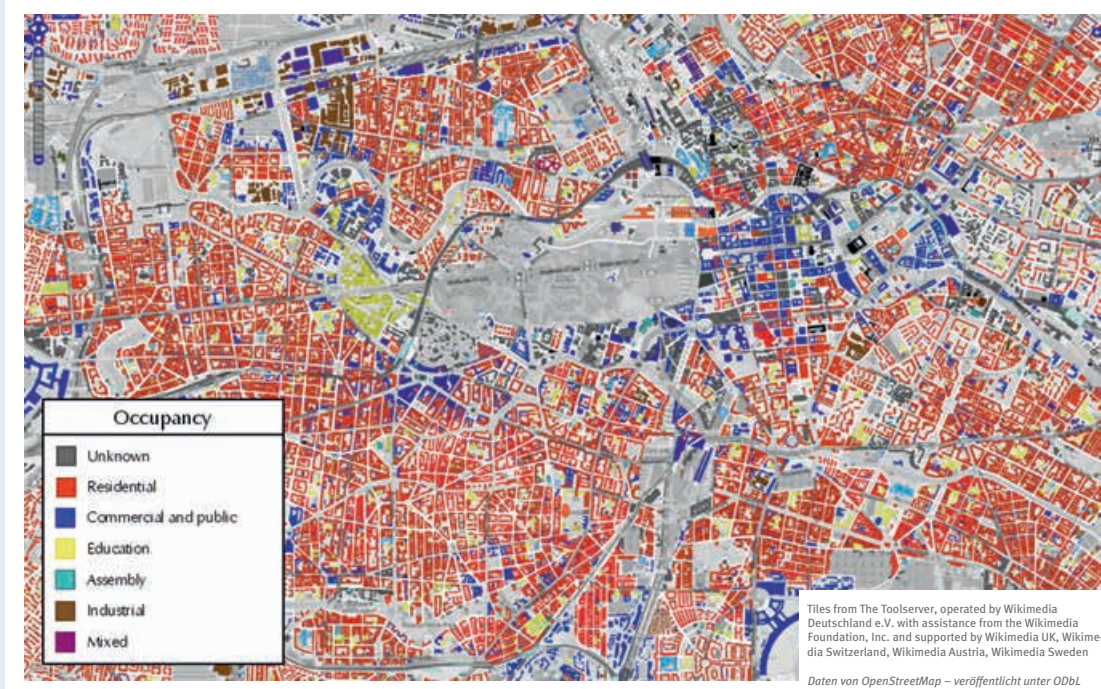 Occupancy
Unknown
Residential
Commercial and public
Education
Assembly
Industrial
Mixed
Tiles from The Toolserver, operated by Wikimedia
Deutschland e.V. with assistance from the Wikimedia
Foundation, Inc. and supported by Wikimedia UK, Wikime-
dia Switzerland, Wikimedia Austria, Wikimedia Sweden
Daten von OpenStreetMap – veröffentlicht unter ODbL